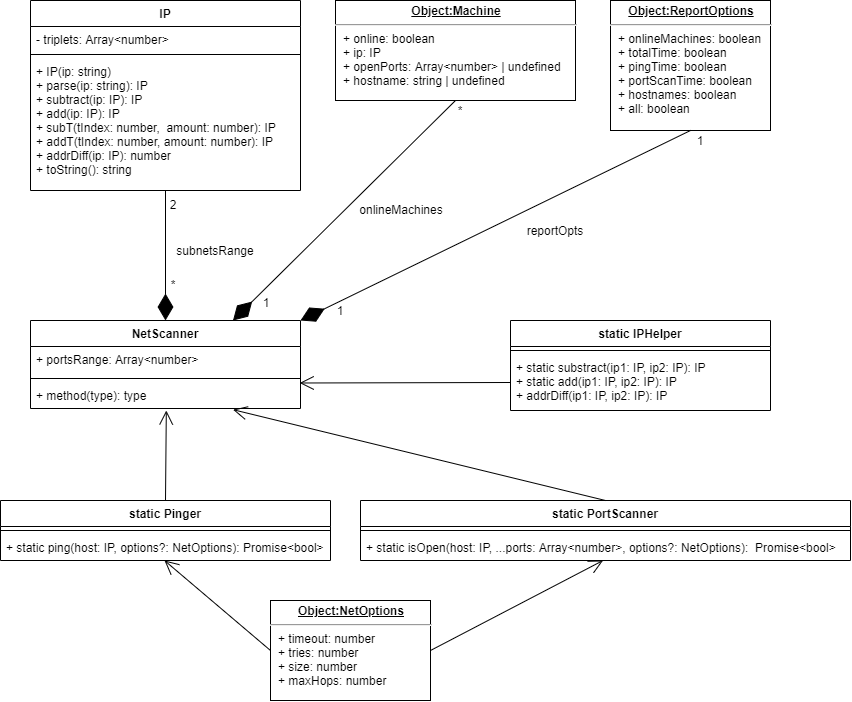 IP
- triplets: Array<number>
+ IP(ip: string)
+ parse(ip: string): IP
+ subtract(ip: IP): IP
+ add(ip: IP): IP
+ subT(tIndex: number, amount: number): IP
+ addT(tIndex: number, amount: number): IP
+ addrDiff(ip: IP): number
+ toString(): string
Object:Machine
+ online: boolean
+ ip: IP
+ openPorts: Array<number> | undefined
+ hostname: string | undefined
Object:ReportOptions
+ onlineMachines: boolean
+ totalTime: boolean
+ pingTime: boolean
+ portScanTime: boolean
+ hostnames: boolean
+ all: boolean
2
subnetsRange
*
*
onlineMachines
1
1
reportOpts
1
NetScanner
+ portsRange: Array<number>
+ method(type): type
static IPHelper
+ static substract(ip1: IP, ip2: IP): IP
+ static add(ip1: IP, ip2: IP): IP
+ addrDiff(ip1: IP, ip2: IP): IP
static Pinger
+ static ping(host: IP, options?: NetOptions): Promise<bool>
static PortScanner
+ static isOpen(host: IP, ...ports: Array<number>, options?: NetOptions): Promise<bool>
Object:NetOptions
+ timeout: number
+ tries: number
+ size: number
+ maxHops: number